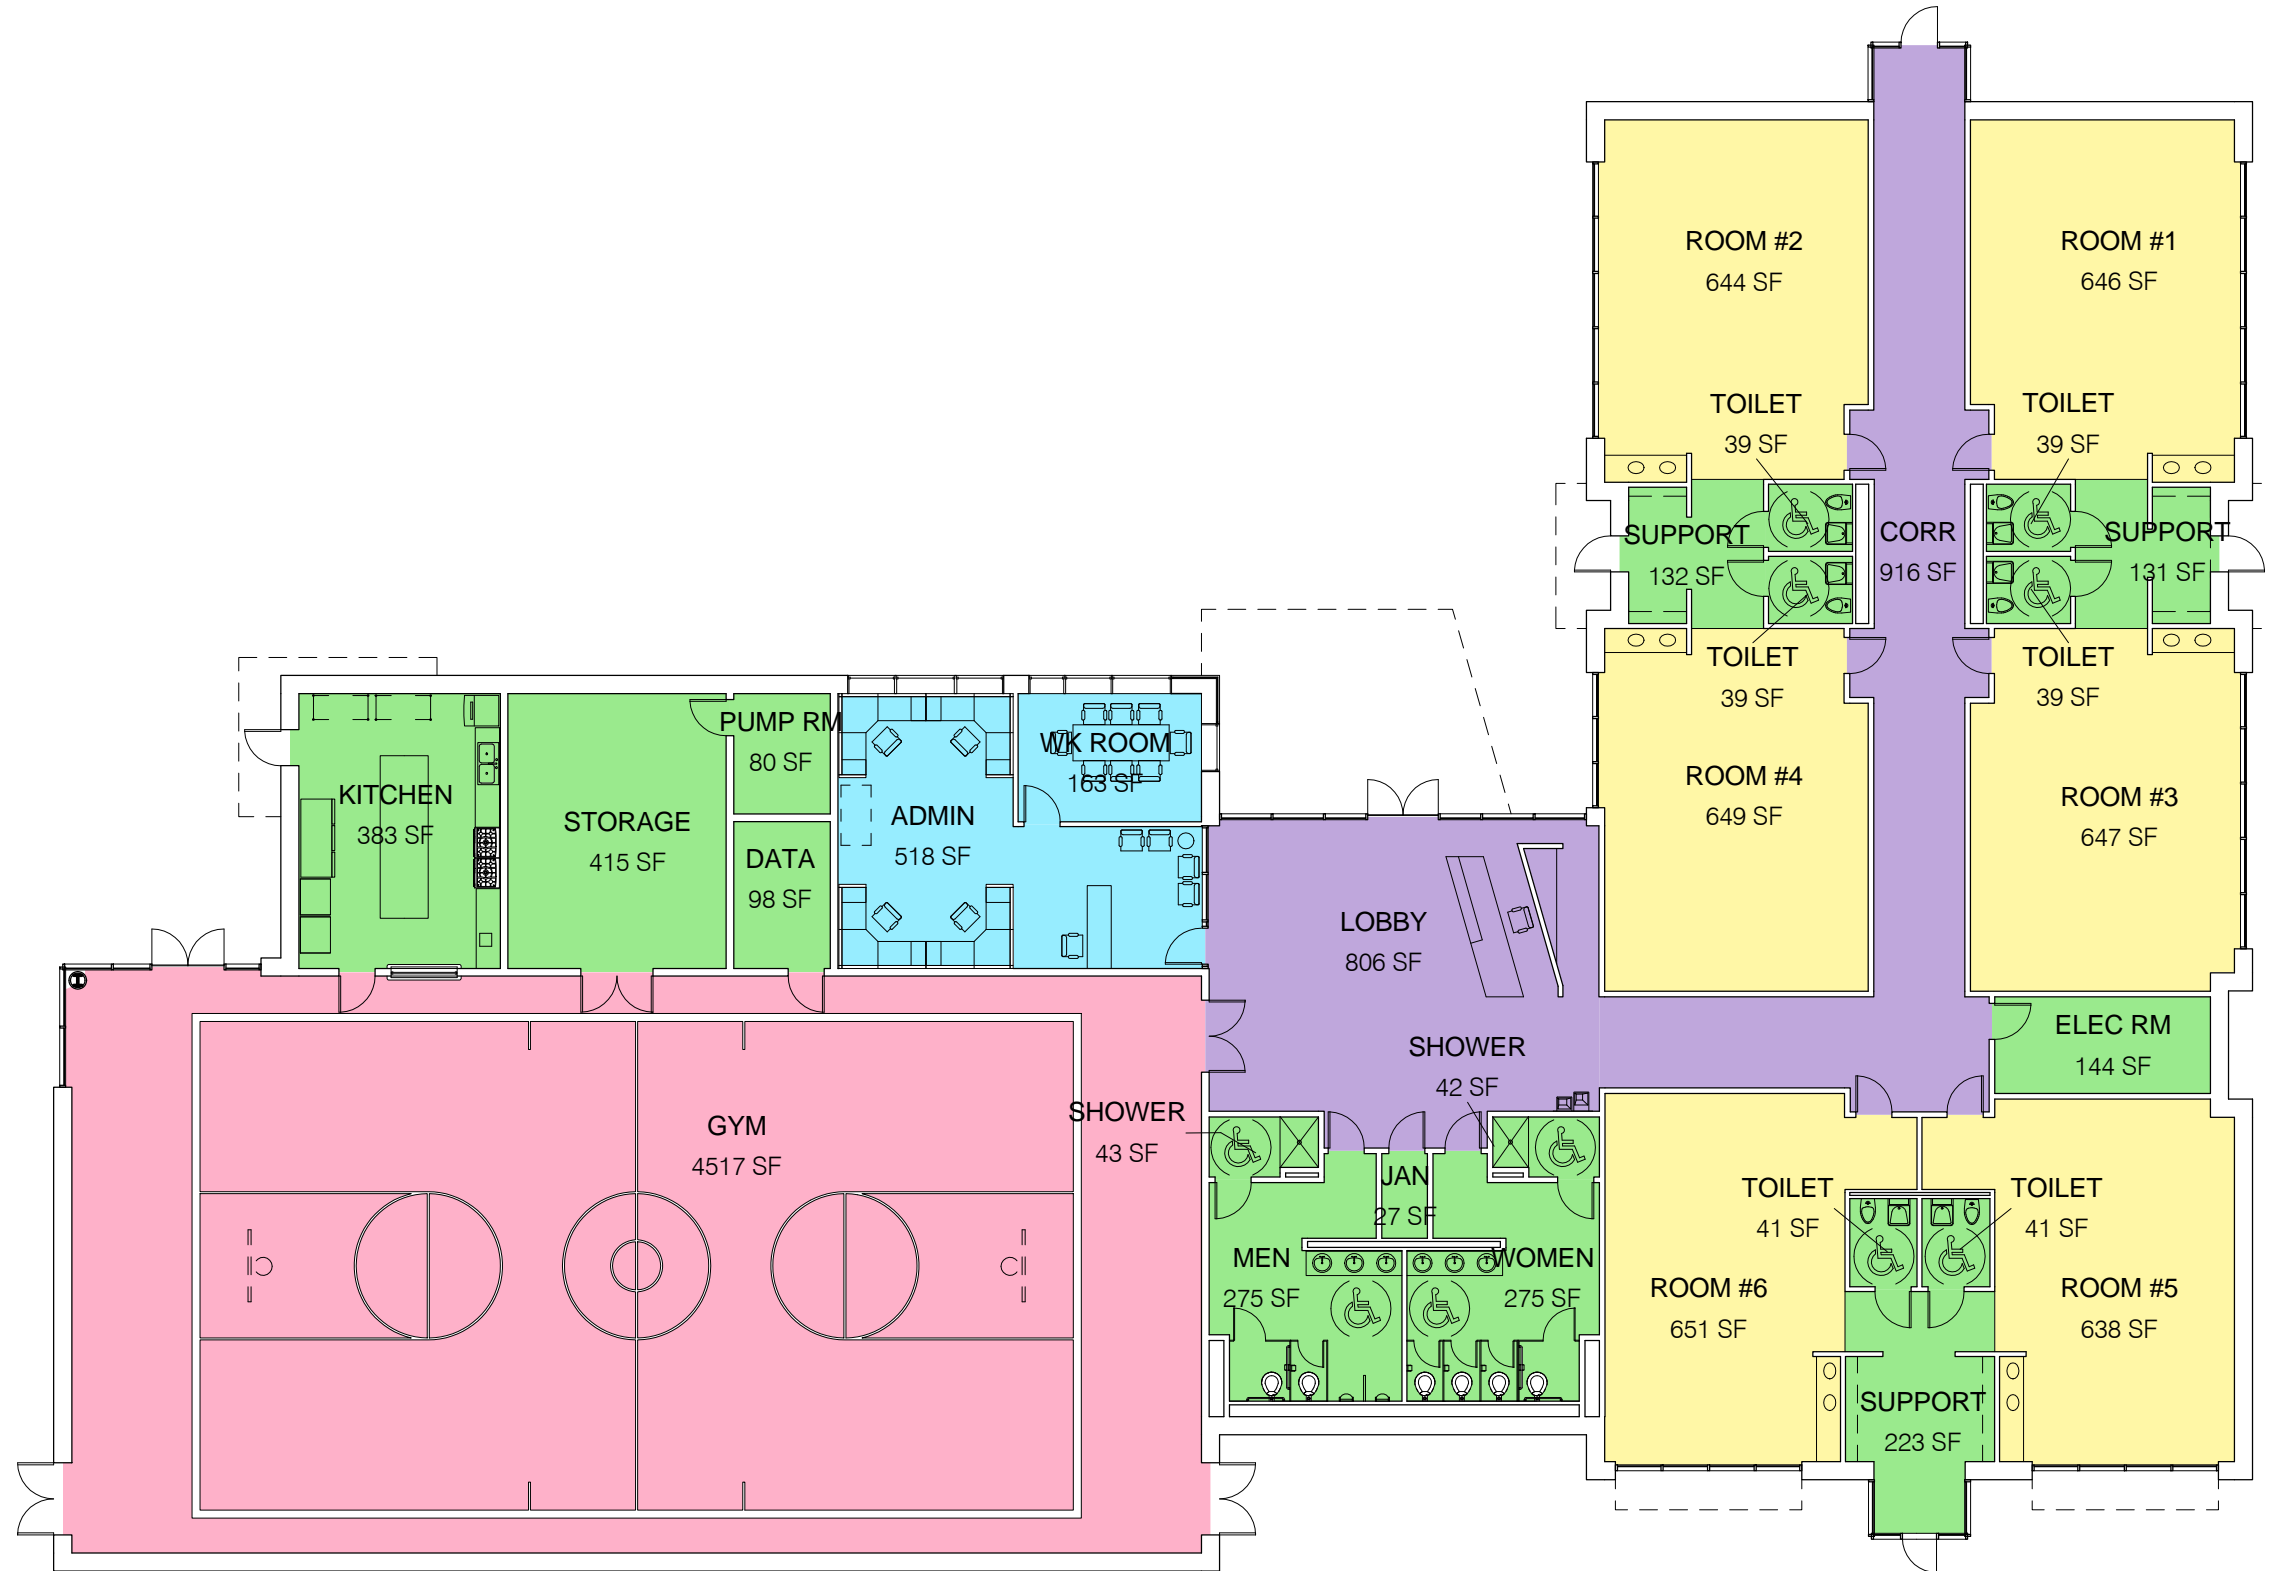 ROOM #2
644 SF
ROOM #1
646 SF
TOILET
39 SF
TOILET
39 SF
SUPPORT
132 SF
CORR
916 SF
SUPPORT
131 SF
TOILET
39 SF
TOILET
39 SF
ROOM #4
649 SF
ROOM #3
647 SF
KITCHEN
383 SF
STORAGE
415 SF
PUMP RM
80 SF
DATA
98 SF
ADMIN
518 SF
WK ROOM
163 SF
LOBBY
806 SF
SHOWER
42 SF
ELEC RM
144 SF
GYM
4517 SF
SHOWER
43 SF
JAN
27 SF
MEN
275 SF
WOMEN
275 SF
TOILET
41 SF
TOILET
41 SF
ROOM #6
651 SF
ROOM #5
638 SF
SUPPORT
223 SF